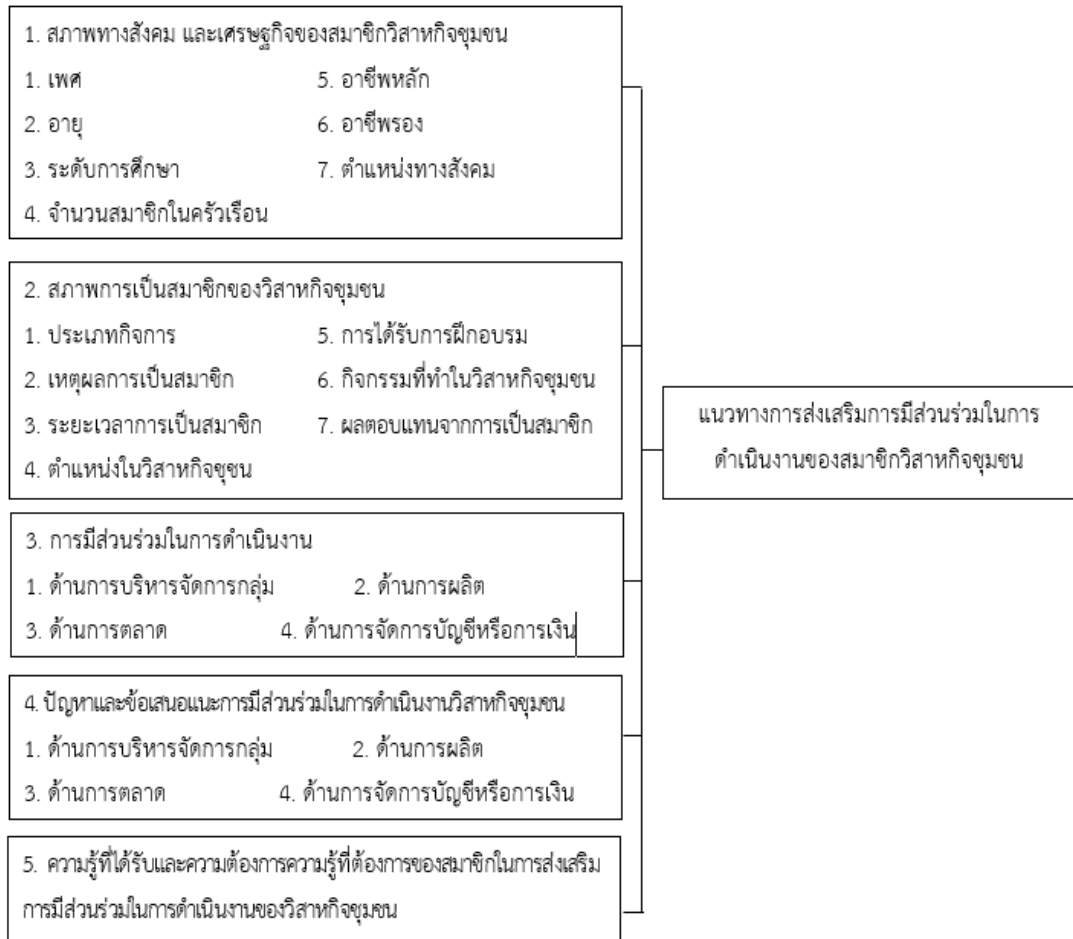 1. สภาพทางสังคม และเศรษฐกิจของสมาชิกวิสาหกิจชุมชน
1. เพศ 5. อาชีพหลัก
2. อายุ 6. อาชีพรอง
3. ระดับการศึกษา 7. ตำแหน่งทางสังคม
4. จำนวนสมาชิกในครัวเรือน
2. สภาพการเป็นสมาชิกของวิสาหกิจชุมชน
1. ประเภทกิจการ 5. การได้รับการฝึกอบรม
2. เหตุผลการเป็นสมาชิก 6. กิจกรรมที่ทำในวิสาหกิจชุมชน
3. ระยะเวลาการเป็นสมาชิก 7. ผลตอบแทนจากการเป็นสมาชิก
4. ตำแหน่งในวิสาหกิจชุซน
3. การมีส่วนร่วมในการดำเนินงาน
1. ด้านการบริหารจัดการกลุ่ม 2. ด้านการผลิต
3. ด้านการตลาด 4. ด้านการจัดการบัญชีหรือการเงิน
4. ปัญหาและข้อเสนอแนะการมีส่วนร่วมในการดำเนินงานวิสาหกิจชุมชน
1. ด้านการบริหารจัดการกลุ่ม 2. ด้านการผลิต
3. ด้านการตลาด 4. ด้านการจัดการบัญชีหรือการเงิน
5. ความรู้ที่ได้รับและความต้องการความรู้ที่ต้องการของสมาชิกในการส่งเสริม
การมีส่วนร่วมในการดำเนินงานของวิสาหกิจชุมชน
แนวทางการส่งเสริมการมีส่วนร่วมในการ
ดำเนินงานของสมาชิกวิสาหกิจชุมชน